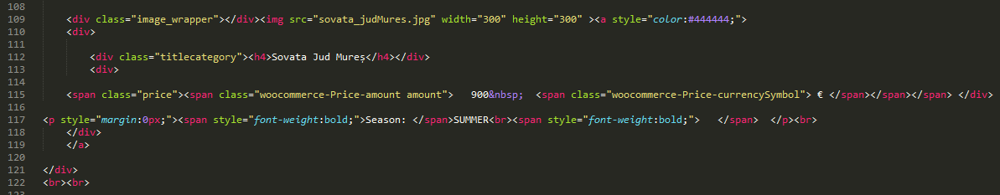 108
109 <div class="image_wrapper"></div><img src="sovata_judMures.jpg" width="300" height="300" ><a style="color:#444444;">
110 <div>
111
112 <div class="titlecategory"><h4>Sovata Jud Mureș</h4></div>
113 <div>
114
115 <span class="price"><span class="woocommerce-Price-amount amount"> 900&nbsp; <span class="woocommerce-Price-currencySymbol"> € </span></span></span> </div>
116
117 <p style="margin:0px;"><span style="font-weight:bold;">Season: </span>SUMMER<br><span style="font-weight:bold;"> </span> </p><br>
118 </div>
119 </a>
120
121 </div>
122 <br><br>
123